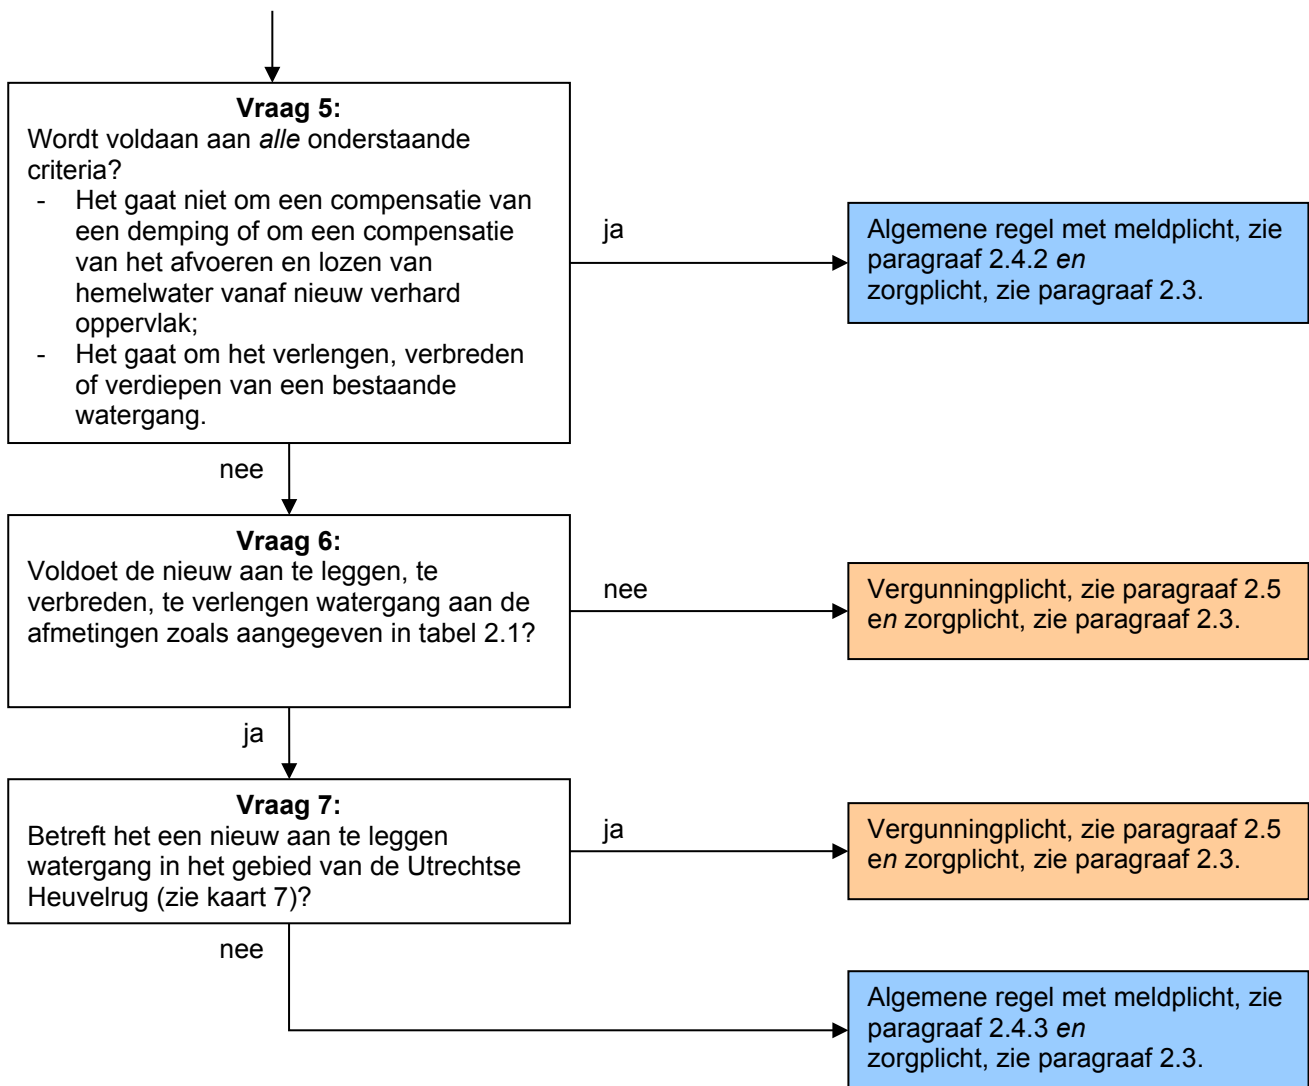 Vraag 5:
Wordt voldaan aan alle onderstaande
criteria?
- Het gaat niet om een compensatie van
een demping of om een compensatie
van het afvoeren en lozen van
hemelwater vanaf nieuw verhard
oppervlak;
- Het gaat om het verlengen, verbreden
of verdiepen van een bestaande
watergang.
ja
Algemene regel met meldplicht, zie
paragraaf 2.4.2 en
zorgplicht, zie paragraaf 2.3.
nee
Vraag 6:
Voldoet de nieuw aan te leggen, te
verbreden, te verlengen watergang aan de
afmetingen zoals aangegeven in tabel 2.1?
nee
Vergunningplicht, zie paragraaf 2.5
en zorgplicht, zie paragraaf 2.3.
ja
Vraag 7:
Betreft het een nieuw aan te leggen
watergang in het gebied van de Utrechtse
Heuvelrug (zie kaart 7)?
ja
Vergunningplicht, zie paragraaf 2.5
en zorgplicht, zie paragraaf 2.3.
nee
Algemene regel met meldplicht, zie
paragraaf 2.4.3 en
zorgplicht, zie paragraaf 2.3.